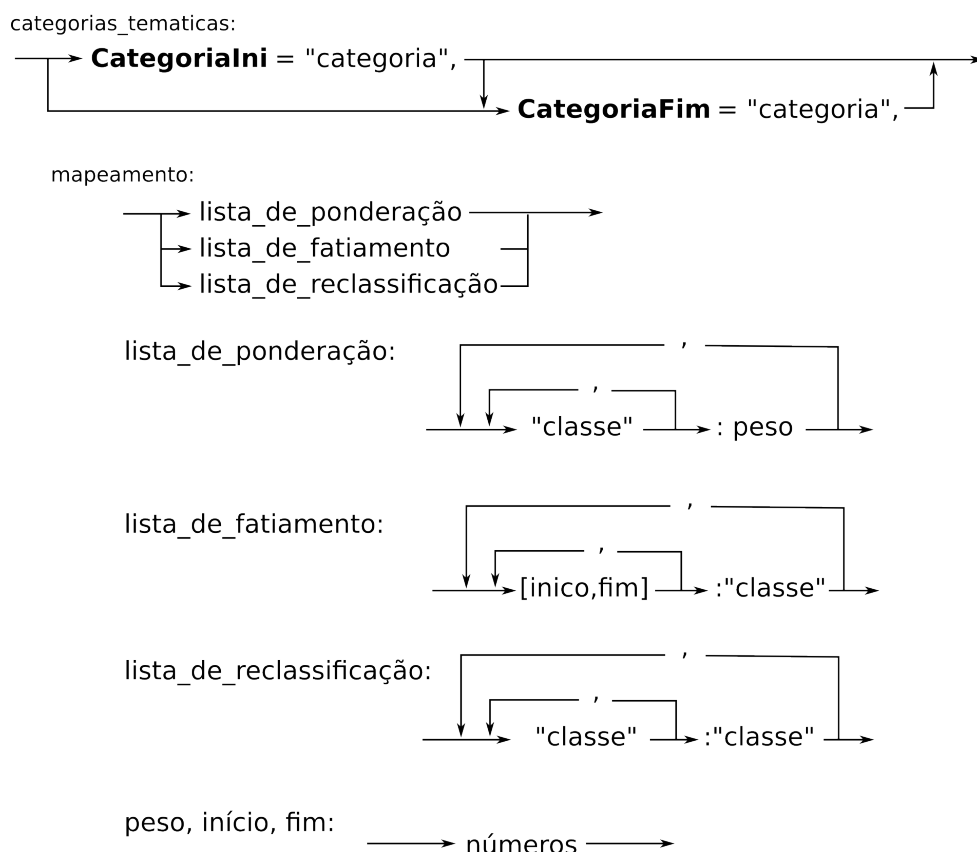 categorias_tematicas:
CategoriaIni = "categoria",
CategoriaFim = "categoria",
mapeamento:
lista_de_ponderação
lista_de_fatiamento
lista_de_reclassificação
,
lista_de_ponderação:
,
"classe" : peso
,
lista_de_fatiamento:
,
[inico,fim] :"classe"
,
lista_de_reclassificação:
,
"classe" :"classe"
peso, início, fim:
números